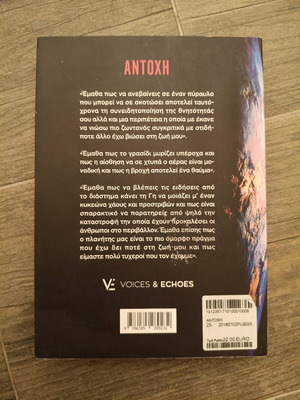 ΑΝΤΟΧΗ
«Έμαθα πως να ανεβαίνεις σε έναν πύραυλο
που μπορεί να σε σκοτώσει αποτελεί ταυτό-
χρονα τη συνειδητοποίηση της θνητότητάς
σου αλλά και μια περιπέτεια η οποία με έκανε
να νιώσω πιο ζωντανός συγκριτικά με οτιδή-
ποτε άλλο έχω βιώσει στη ζωή μου».
«Έμαθα πως το γρασίδι μυρίζει υπέροχα και
πως η αίσθηση να σε χτυπά ο αέρας είναι μο-
ναδική και πως η βροχή αποτελεί ένα θαύμα».
«Έμαθα πως να βλέπεις τις ειδήσεις από
το διάστημα κάνει τη Γη να μοιάζει μ' έναν
κυκεώνα χάους και προστριβών και πως είναι
σπαρακτικό να παρατηρείς από ψηλά την
καταστροφή την οποία έχουν προκαλέσει οι
άνθρωποι στο περιβάλλον. Έμαθα επίσης πως
ο πλανήτης μας είναι το πιο όμορφο πράγμα
που έχω δει ποτέ στη ζωή μου και πως
είμαστε πολύ τυχεροί που τον έχουμε».
VE VOICES & ECHOES
ΑΝΤΟΧΗ
22.00 EURO